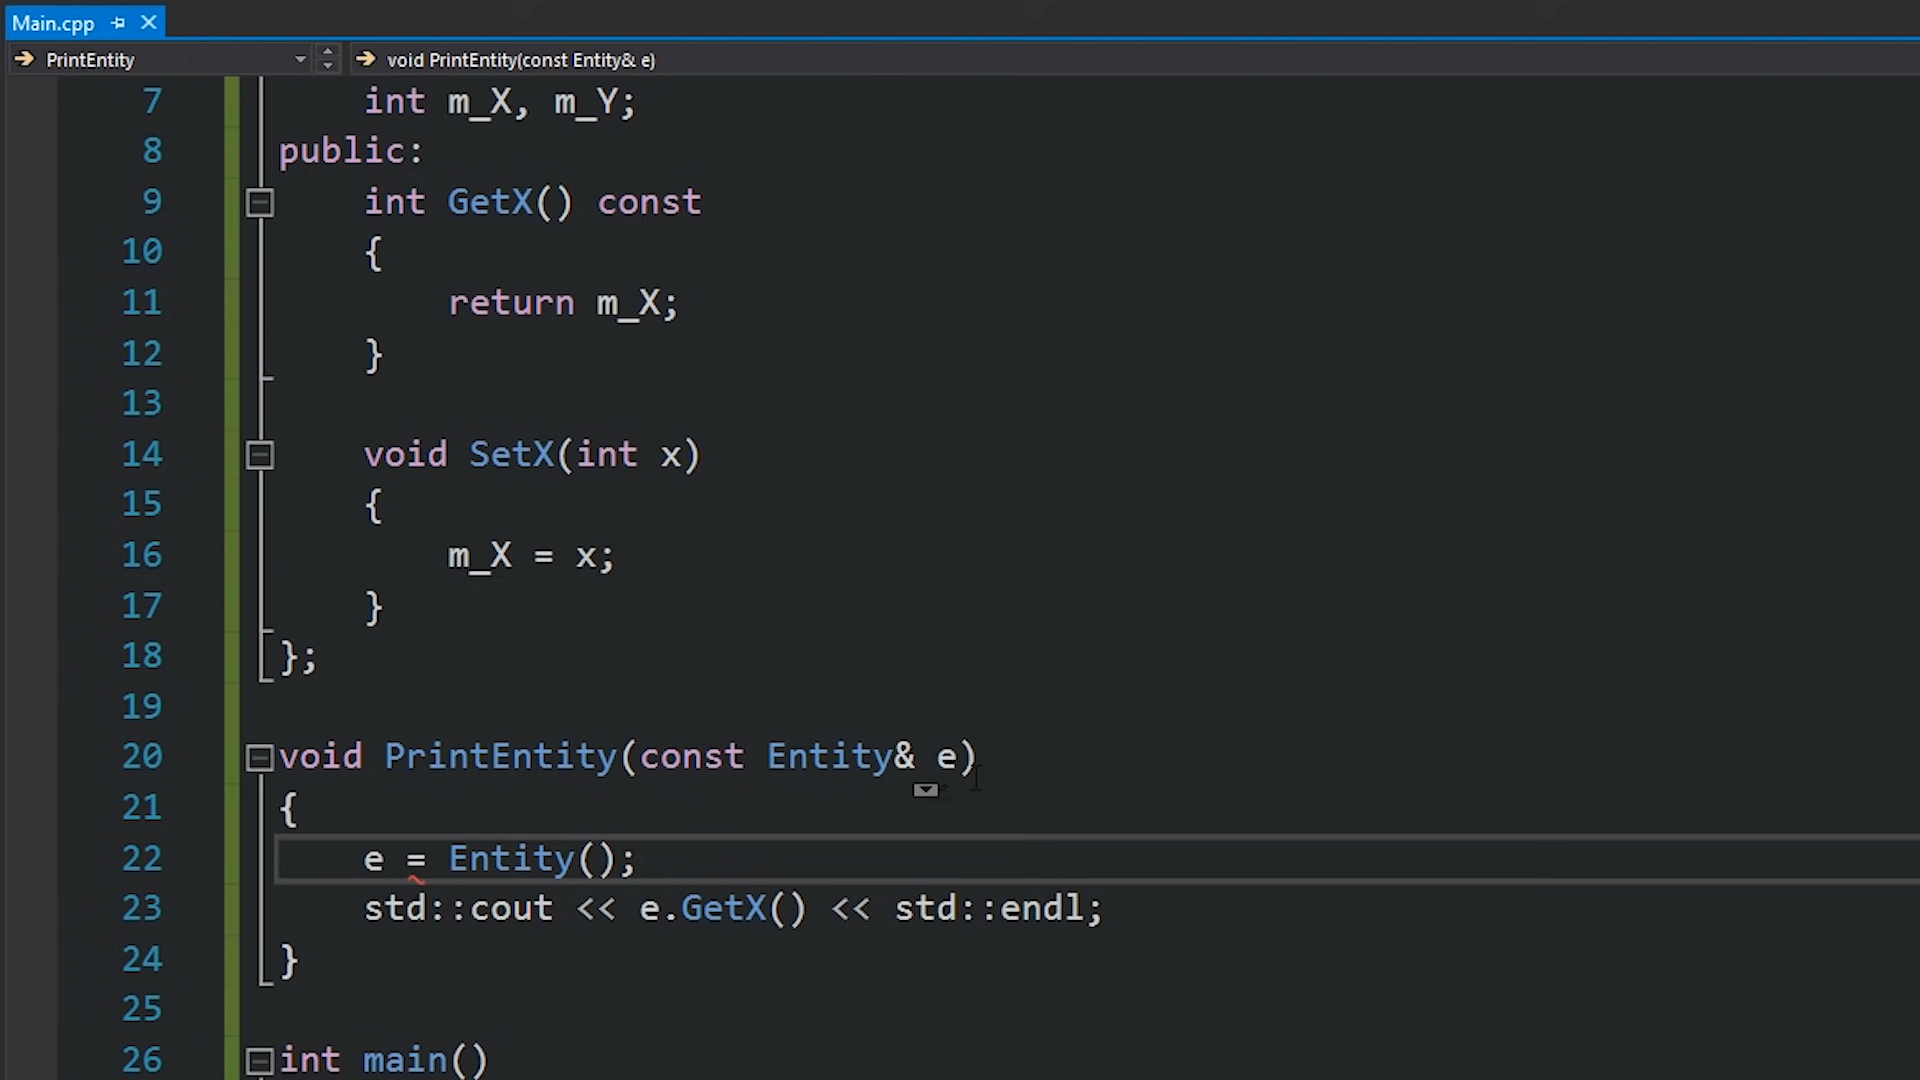 Main.cpp
PrintEntity void PrintEntity(const Entity& e)
7 int m_X, m_Y;
8 public:
9 int GetX() const
10 {
11 return m_X;
12 }
13
14 void SetX(int x)
15 {
16 m_X = x;
17 }
18 };
19
20 void PrintEntity(const Entity& e)
21 {
22 e = Entity();
23 std::cout << e.GetX() << std::endl;
24 }
25
26 int main()